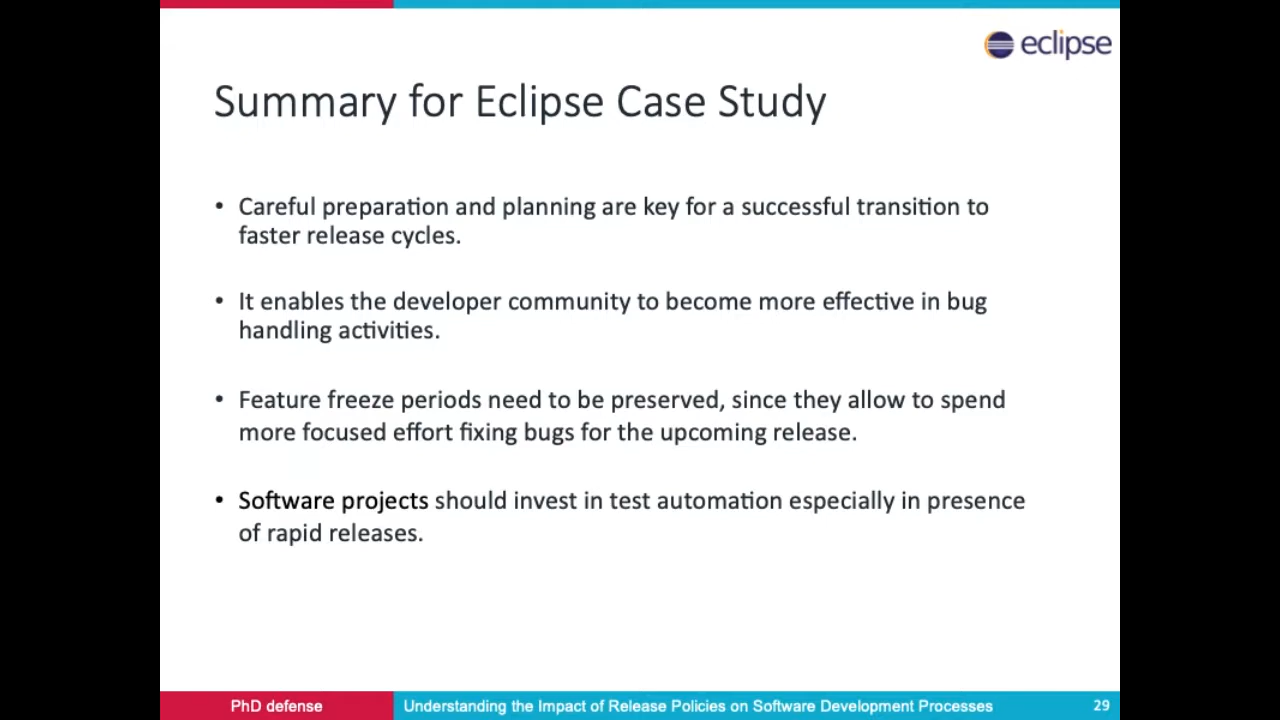 eclipse
Summary for Eclipse Case Study
• Careful preparation and planning are key for a successful transition to
faster release cycles.
• It enables the developer community to become more effective in bug
handling activities.
• Feature freeze periods need to be preserved, since they allow to spend
more focused effort fixing bugs for the upcoming release.
• Software projects should invest in test automation especially in presence
of rapid releases.
PhD defense
Understanding the Impact of Release Policies on Software Development Processes
29